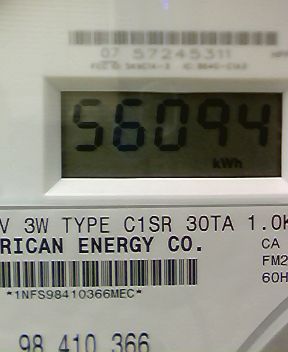 07 57245311
56094
kWh
V 3W TYPE C1SR 30TA 1.0K
RICAN ENERGY CO.
CA
FM2
60H
*1NFS98410366MEC*
98 410 366